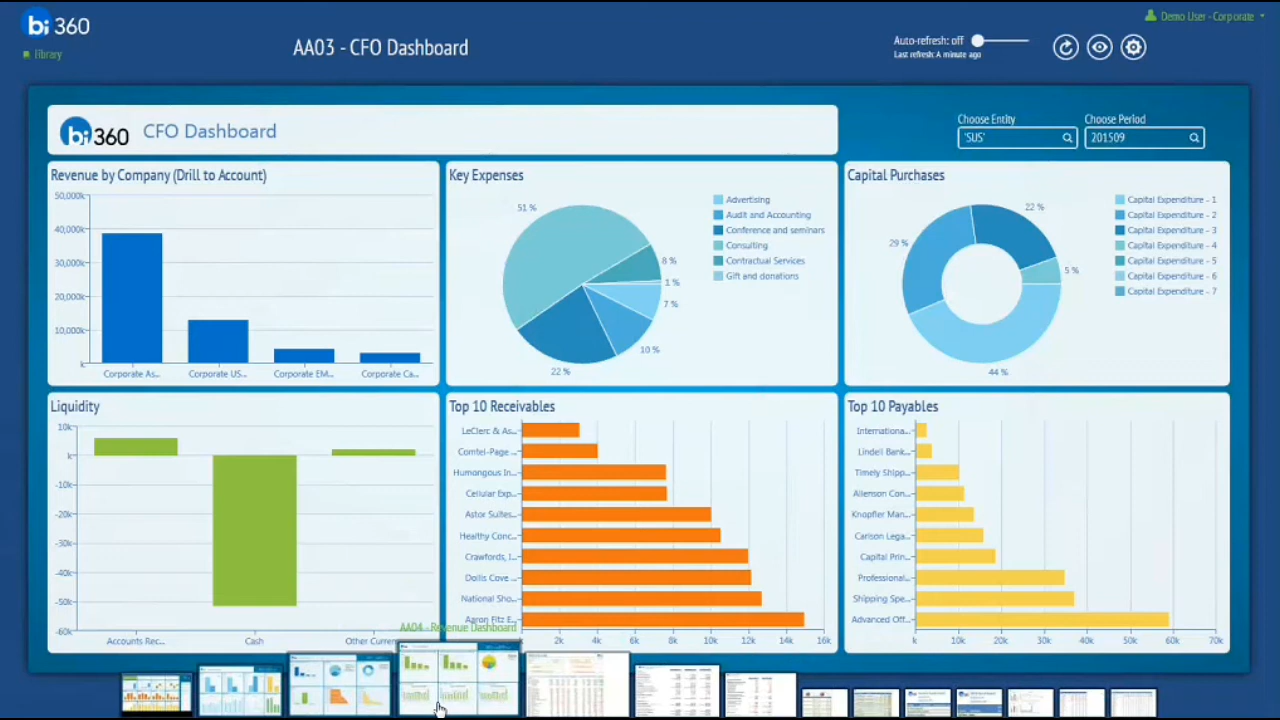 bi 360
Demo User - Corporate
Library
AA03 - CFO Dashboard
Auto-refresh: off
Last refresh: A minute ago
bi 360 CFO Dashboard
Choose Entity
'SUS'
Choose Period
201509
Revenue by Company (Drill to Account)
50,000k
40,000k
30,000k
20,000k
10,000k
k
Corporate As...
Corporate US...
Corporate EM...
Corporate Ca...
Key Expenses
51 %
8 %
1 %
7 %
10 %
22 %
Advertising
Audit and Accounting
Conference and seminars
Consulting
Contractual Services
Gift and donations
Capital Purchases
22 %
29 %
5 %
44 %
Capital Expenditure - 1
Capital Expenditure - 2
Capital Expenditure - 3
Capital Expenditure - 4
Capital Expenditure - 5
Capital Expenditure - 6
Capital Expenditure - 7
Liquidity
10k
k
-10k
-20k
-30k
-40k
-50k
-60k
Accounts Rec...
Cash
Other Curren
Top 10 Receivables
LeClerc & As...
Comtel-Page ...
Humongous In...
Cellular Exp...
Astor Suites...
Healthy Conc...
Crawfords, I...
Dolls Cove ...
National Sho...
Aaron Fitz E...
2k
4k
6k
8k
10k
12k
14k
16k
Top 10 Payables
Internationa...
Lindell Bank...
Timely Shipp...
Allenson Con...
Knopfler Man...
Carlson Lega...
Capital Prin...
Professional...
Shipping Spe...
Advanced Off...
k
10k
20k
30k
40k
50k
60k
70k
AA04 - Revenue Dashboard